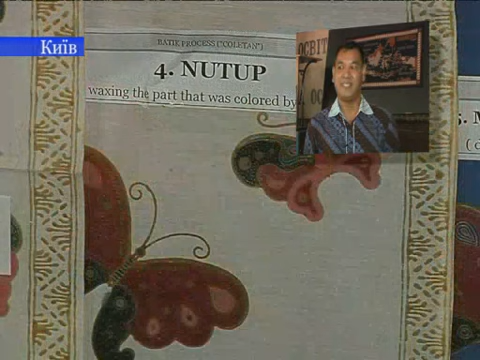 Київ
BATIK PROCESS ("COLETAN")
4. NUTUP
waxing the part that was colored by